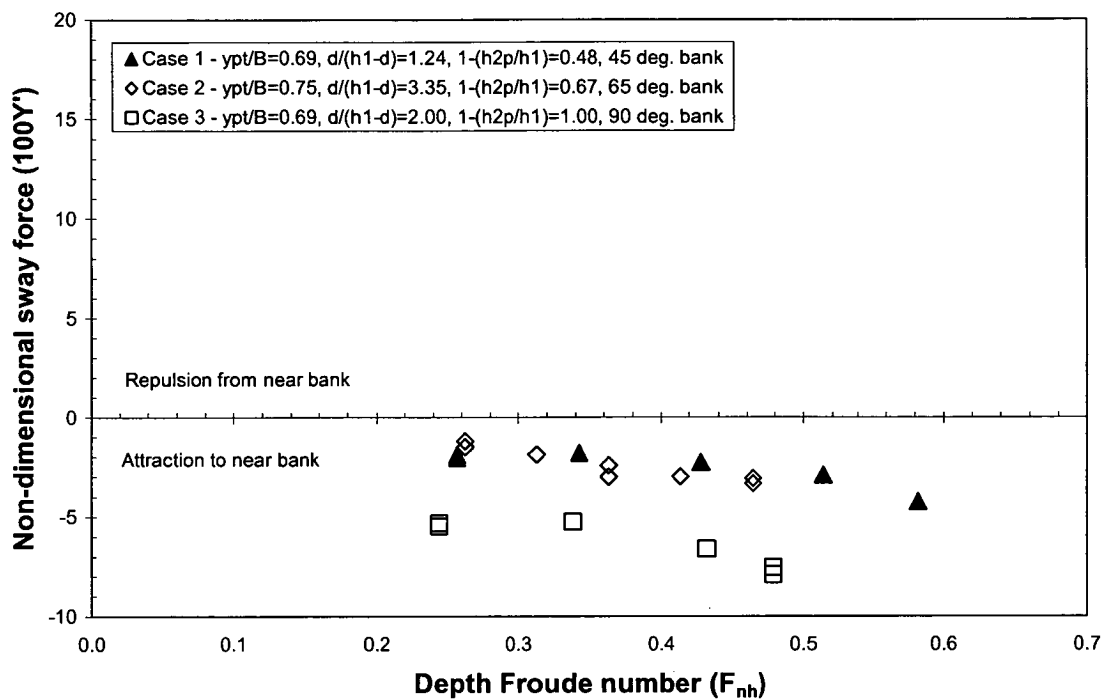 Non-dimensional sway force (100Y')
20
15
10
5
0
-5
-10
▲ Case 1 - ypt/B=0.69, d/(h1-d)=1.24, 1-(h2p/h1)=0.48, 45 deg. bank
◇ Case 2 - ypt/B=0.75, d/(h1-d)=3.35, 1-(h2p/h1)=0.67, 65 deg. bank
□ Case 3 - ypt/B=0.69, d/(h1-d)=2.00, 1-(h2p/h1)=1.00, 90 deg. bank
Repulsion from near bank
Attraction to near bank
0.0 0.1 0.2 0.3 0.4 0.5 0.6 0.7
Depth Froude number (Fnh)